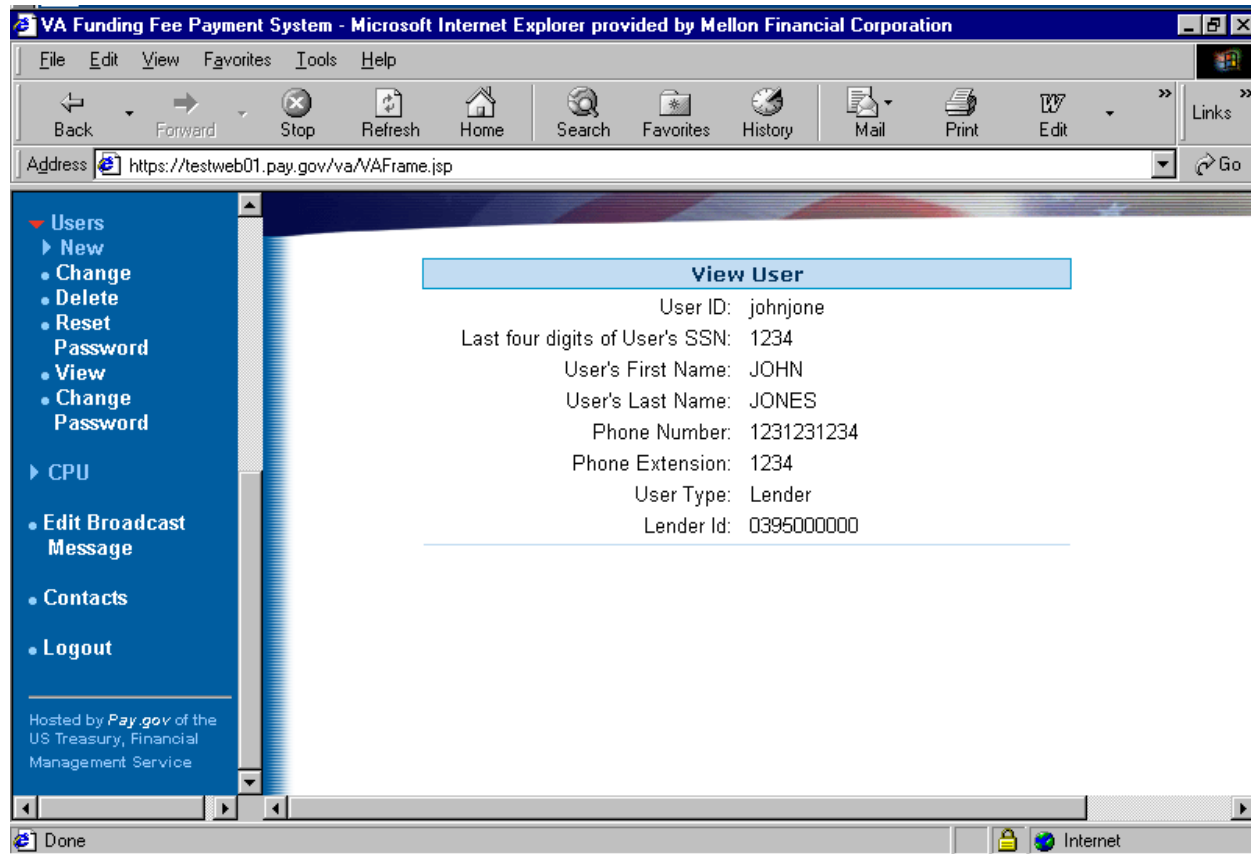 VA Funding Fee Payment System - Microsoft Internet Explorer provided by Mellon Financial Corporation
File Edit View Favorites Tools Help
Back Forward Stop Refresh Home Search Favorites History Mail Print Edit » Links »
Address https://testweb01.pay.gov/va/VAFrame.jsp Go
Users
New
Change
Delete
Reset
Password
View
Change
Password
CPU
Edit Broadcast
Message
Contacts
Logout
Hosted by Pay.gov of the
US Treasury, Financial
Management Service
View User
User ID: johnjone
Last four digits of User's SSN: 1234
User's First Name: JOHN
User's Last Name: JONES
Phone Number: 1231231234
Phone Extension: 1234
User Type: Lender
Lender Id: 0395000000
Done Internet